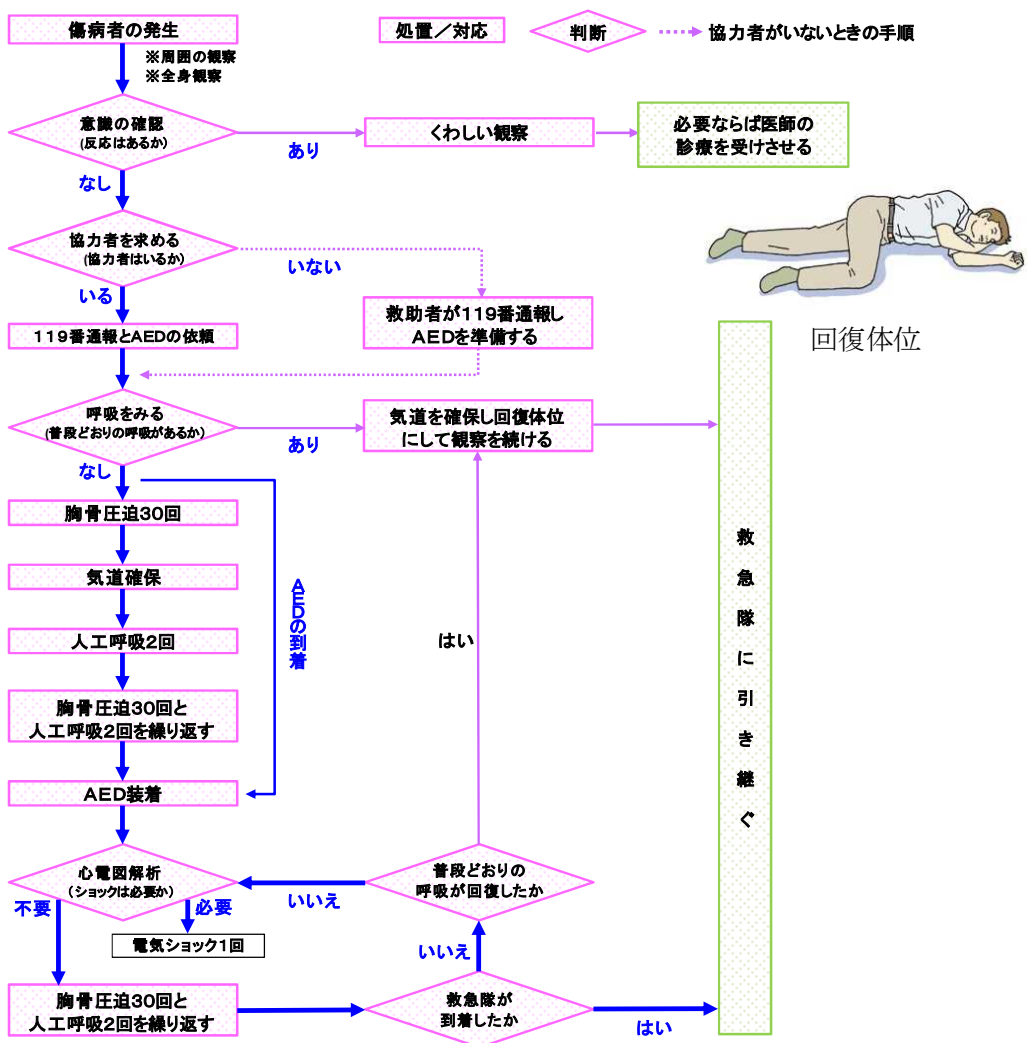 傷病者の発生
処置／対応
判断
協力者がいないときの手順
※周囲の観察
※全身観察
意識の確認
(反応はあるか)
あり
くわしい観察
必要ならば医師の
診療を受けさせる
なし
協力者を求める
(協力者はいるか)
いない
いる
119番通報とAEDの依頼
救助者が119番通報し
AEDを準備する
回復体位
呼吸をみる
(普段どおりの呼吸があるか)
あり
気道を確保し回復体位
にして観察を続ける
なし
胸骨圧迫30回
気道確保
人工呼吸2回
胸骨圧迫30回と
人工呼吸2回を繰り返す
AEDの到着
はい
救急隊に引き継ぐ
AED装着
心電図解析
(ショックは必要か)
いいえ
普段どおりの
呼吸が回復したか
不要
必要
電気ショック1回
いいえ
胸骨圧迫30回と
人工呼吸2回を繰り返す
救急隊が
到着したか
はい